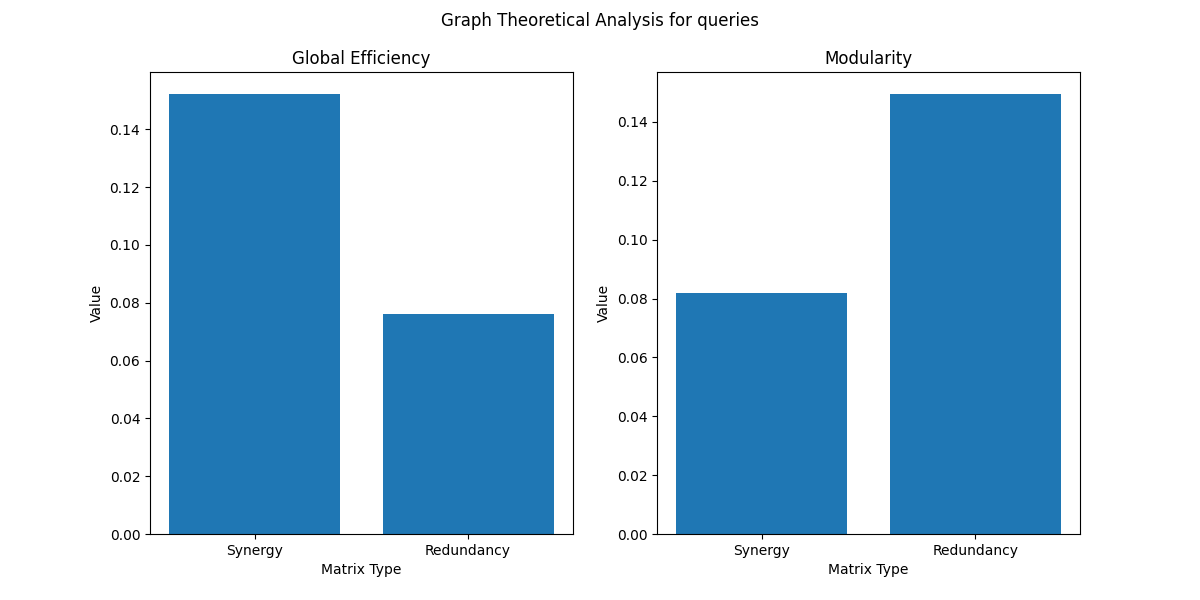 Graph Theoretical Analysis for queries
Global Efficiency
Value
0.14
0.12
0.10
0.08
0.06
0.04
0.02
0.00
Synergy Redundancy
Matrix Type
Modularity
Value
0.14
0.12
0.10
0.08
0.06
0.04
0.02
0.00
Synergy Redundancy
Matrix Type